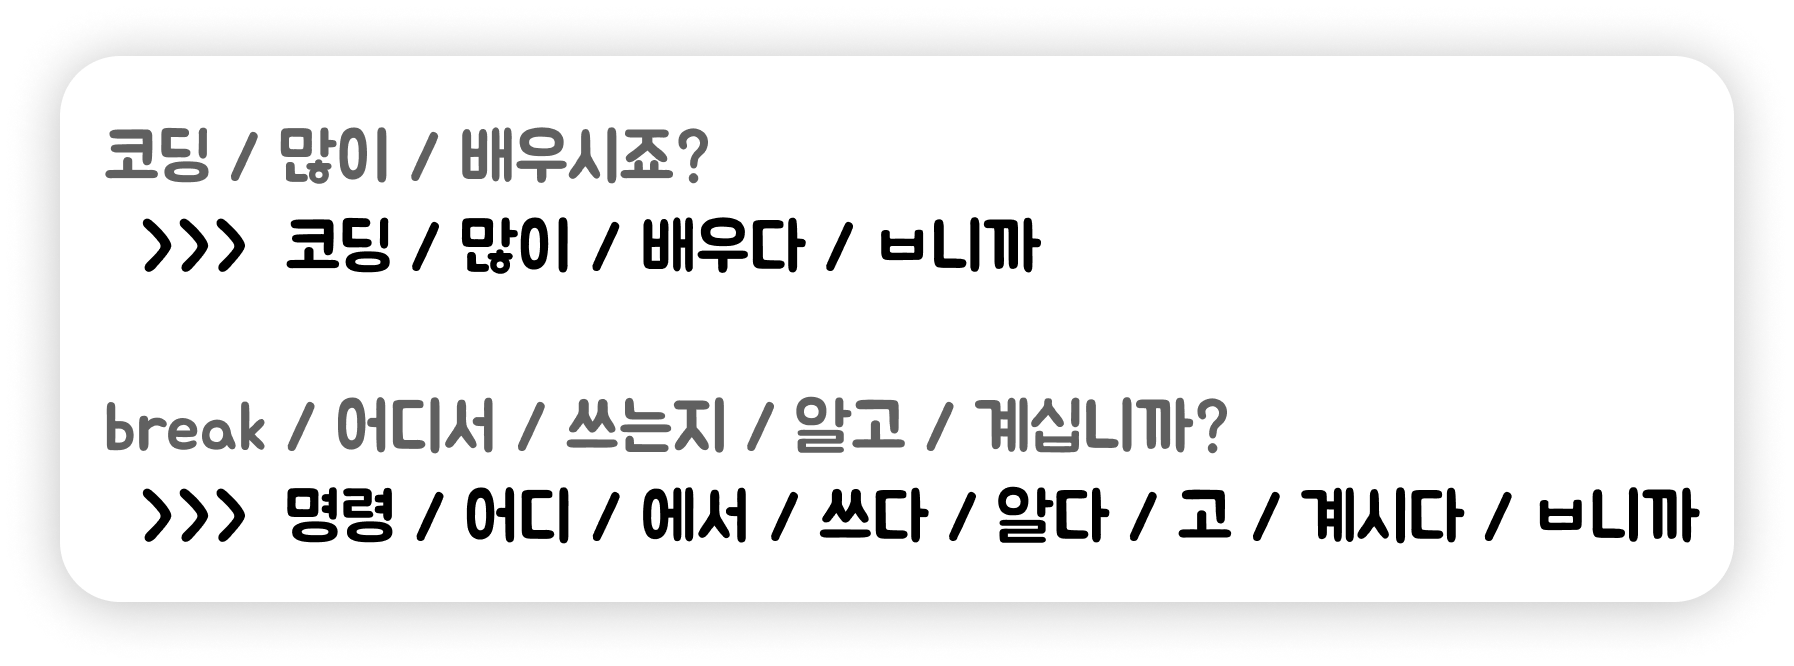 코딩 / 많이 / 배우시죠?
>>> 코딩 / 많이 / 배우다 / ㅂ니까
break / 어디서 / 쓰는지 / 알고 / 계십니까?
>>> 명령 / 어디 / 에서 / 쓰다 / 알다 / 고 / 계시다 / ㅂ니까